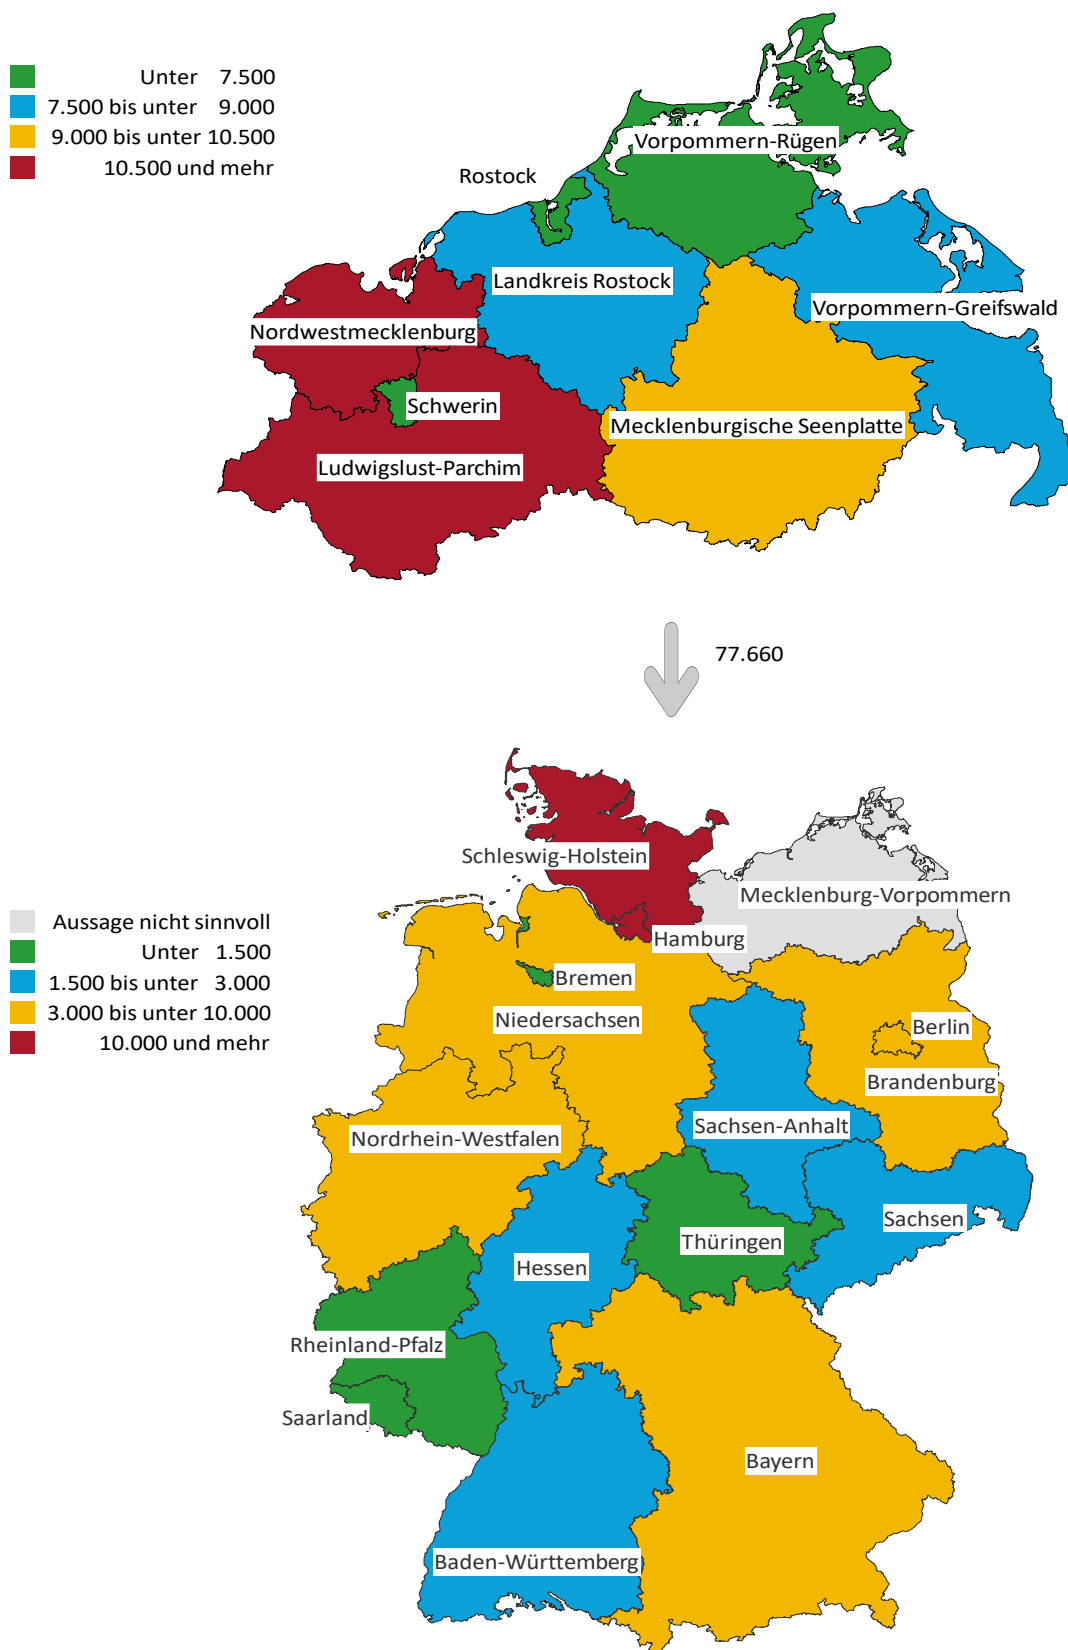 Unter 7.500
7.500 bis unter 9.000
9.000 bis unter 10.500
10.500 und mehr
Vorpommern-Rügen
Rostock
Landkreis Rostock
Vorpommern-Greifswald
Nordwestmecklenburg
Schwerin
Mecklenburgische Seenplatte
Ludwigslust-Parchim
77.660
Schleswig-Holstein
Mecklenburg-Vorpommern
Hamburg
Aussage nicht sinnvoll
Unter 1.500
1.500 bis unter 3.000
3.000 bis unter 10.000
10.000 und mehr
Bremen
Niedersachsen
Berlin
Brandenburg
Sachsen-Anhalt
Nordrhein-Westfalen
Sachsen
Thüringen
Hessen
Rheinland-Pfalz
Saarland
Bayern
Baden-Württemberg